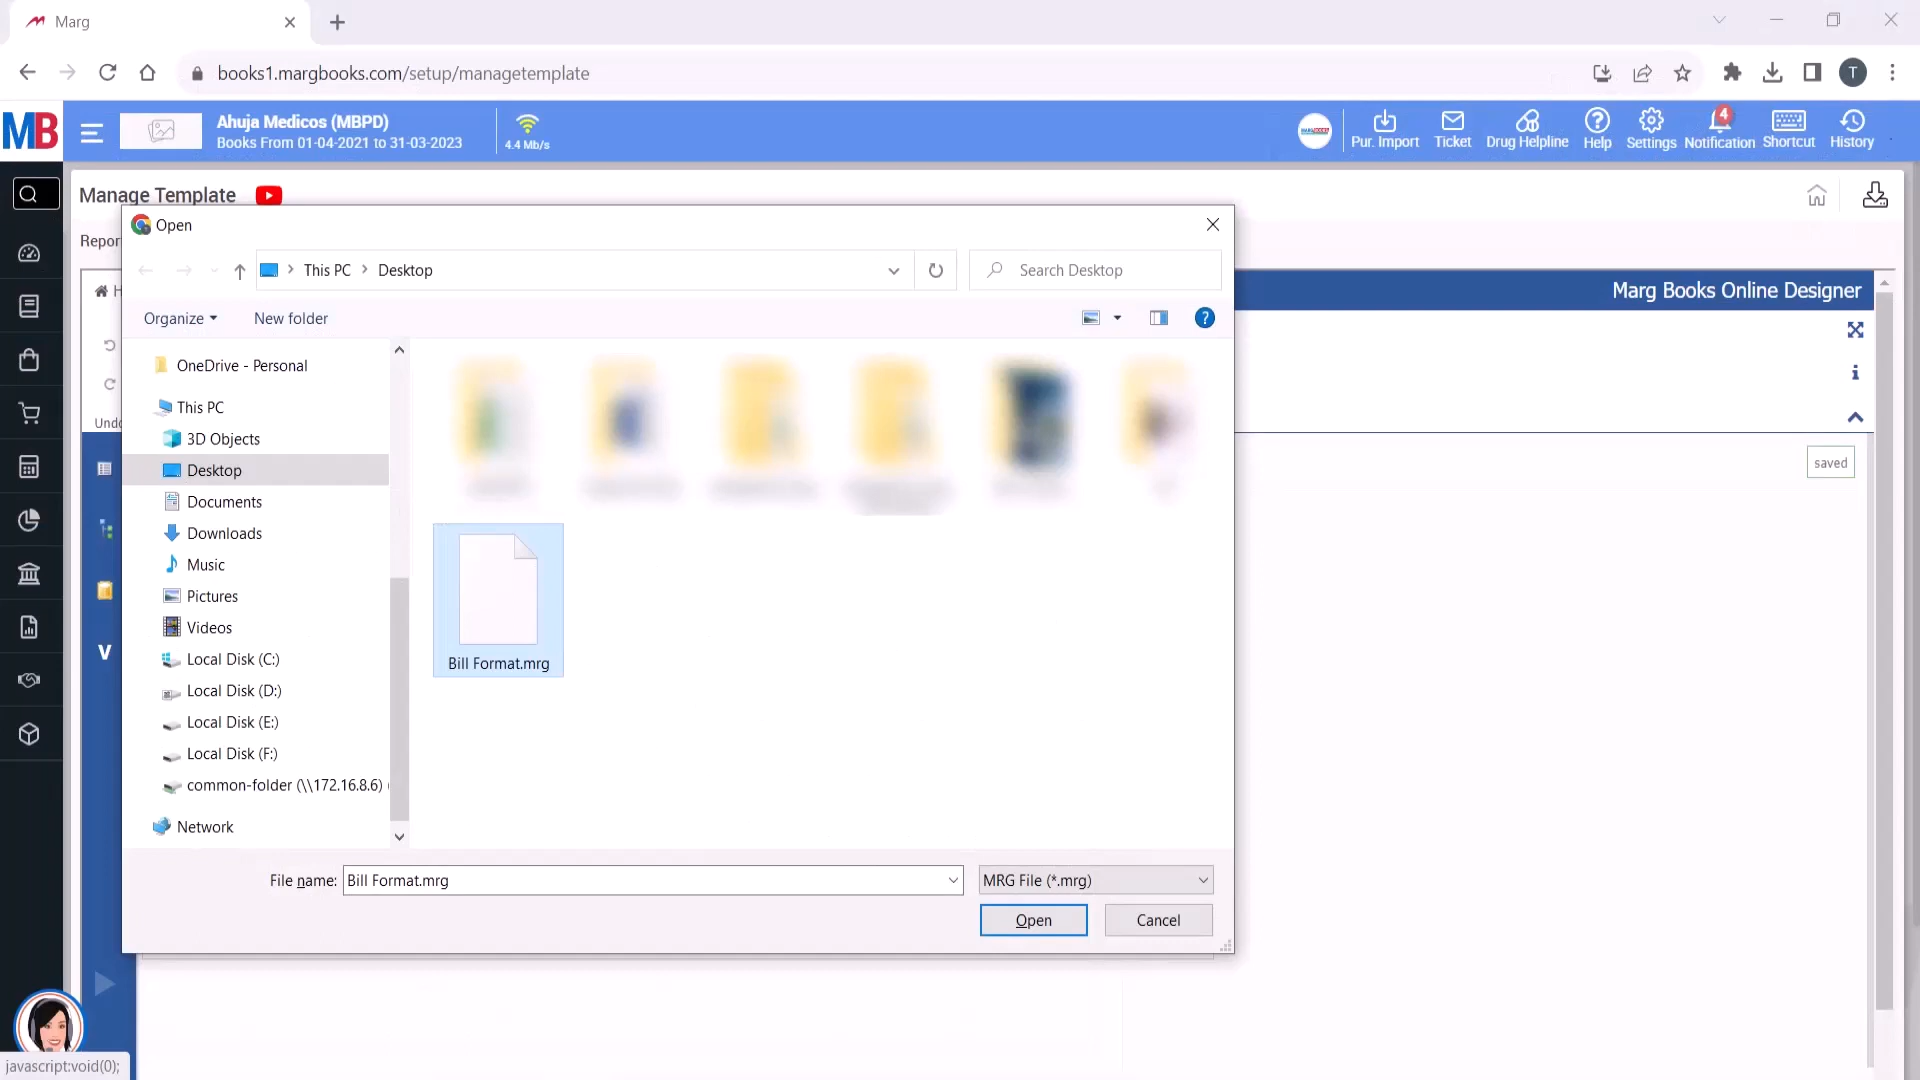 Marg
books1.margbooks.com/setup/managetemplate
T
MB
Ahuja Medicos (MBPD)
Books From 01-04-2021 to 31-03-2023
4.4 Mb/s
Pur. Import
Ticket
Drug Helpline
Help
Settings
4
Notification
Shortcut
History
Manage Template
Repor
Open
This PC
Desktop
Search Desktop
H
Marg Books Online Designer
Organize
New folder
?
i
Undo
saved
OneDrive - Personal
This PC
3D Objects
Desktop
Documents
Downloads
Music
Pictures
Videos
Local Disk (C:)
Local Disk (D:)
Local Disk (E:)
Local Disk (F:)
common-folder (\\172.16.8.6) (
Network
Bill Format.mrg
V
File name:
Bill Format.mrg
MRG File (*.mrg)
Open
Cancel
javascript:void(0);